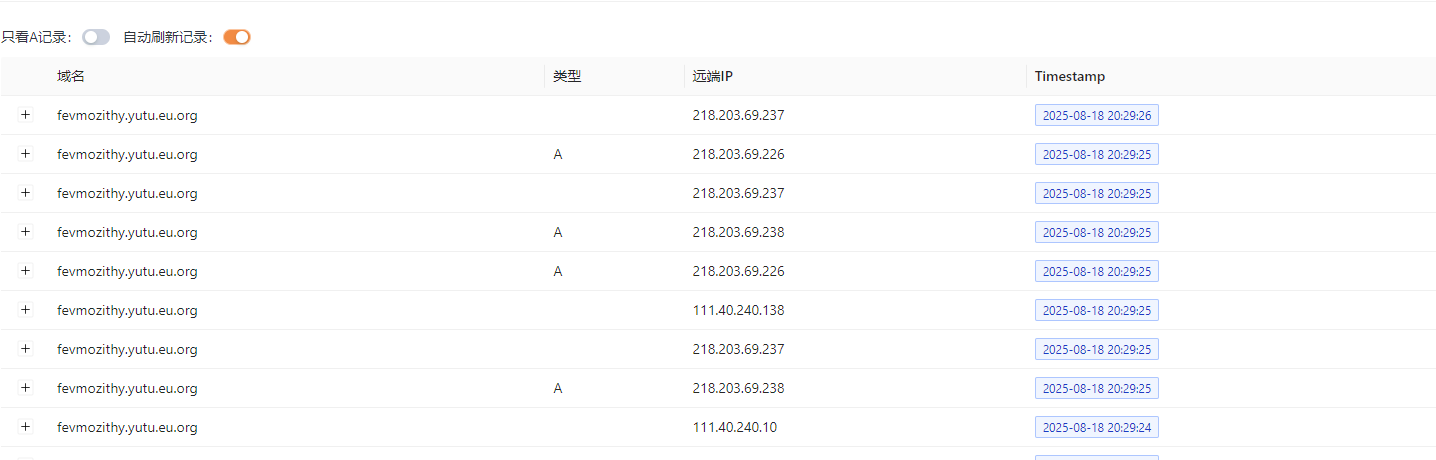 只看A记录: 自动刷新记录:
域名 类型 远端IP Timestamp
fevmozithy.yutu.eu.org 218.203.69.237 2025-08-18 20:29:26
fevmozithy.yutu.eu.org A 218.203.69.226 2025-08-18 20:29:25
fevmozithy.yutu.eu.org 218.203.69.237 2025-08-18 20:29:25
fevmozithy.yutu.eu.org A 218.203.69.238 2025-08-18 20:29:25
fevmozithy.yutu.eu.org A 218.203.69.226 2025-08-18 20:29:25
fevmozithy.yutu.eu.org 111.40.240.138 2025-08-18 20:29:25
fevmozithy.yutu.eu.org 218.203.69.237 2025-08-18 20:29:25
fevmozithy.yutu.eu.org A 218.203.69.238 2025-08-18 20:29:25
fevmozithy.yutu.eu.org 111.40.240.10 2025-08-18 20:29:24